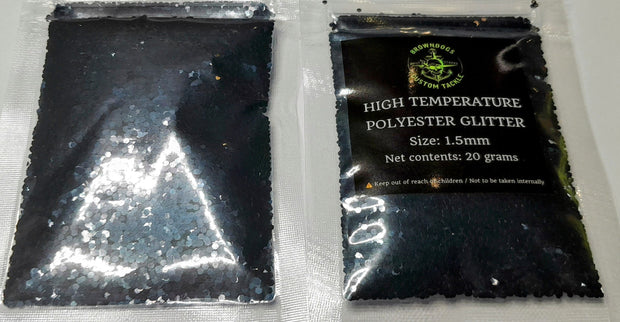 BROWNDOGS
CUSTOM TACKLE
HIGH TEMPERATURE
POLYESTER GLITTER
Size: 1.5mm
Net contents: 20 grams
Keep out of reach of children / Not to be taken internally